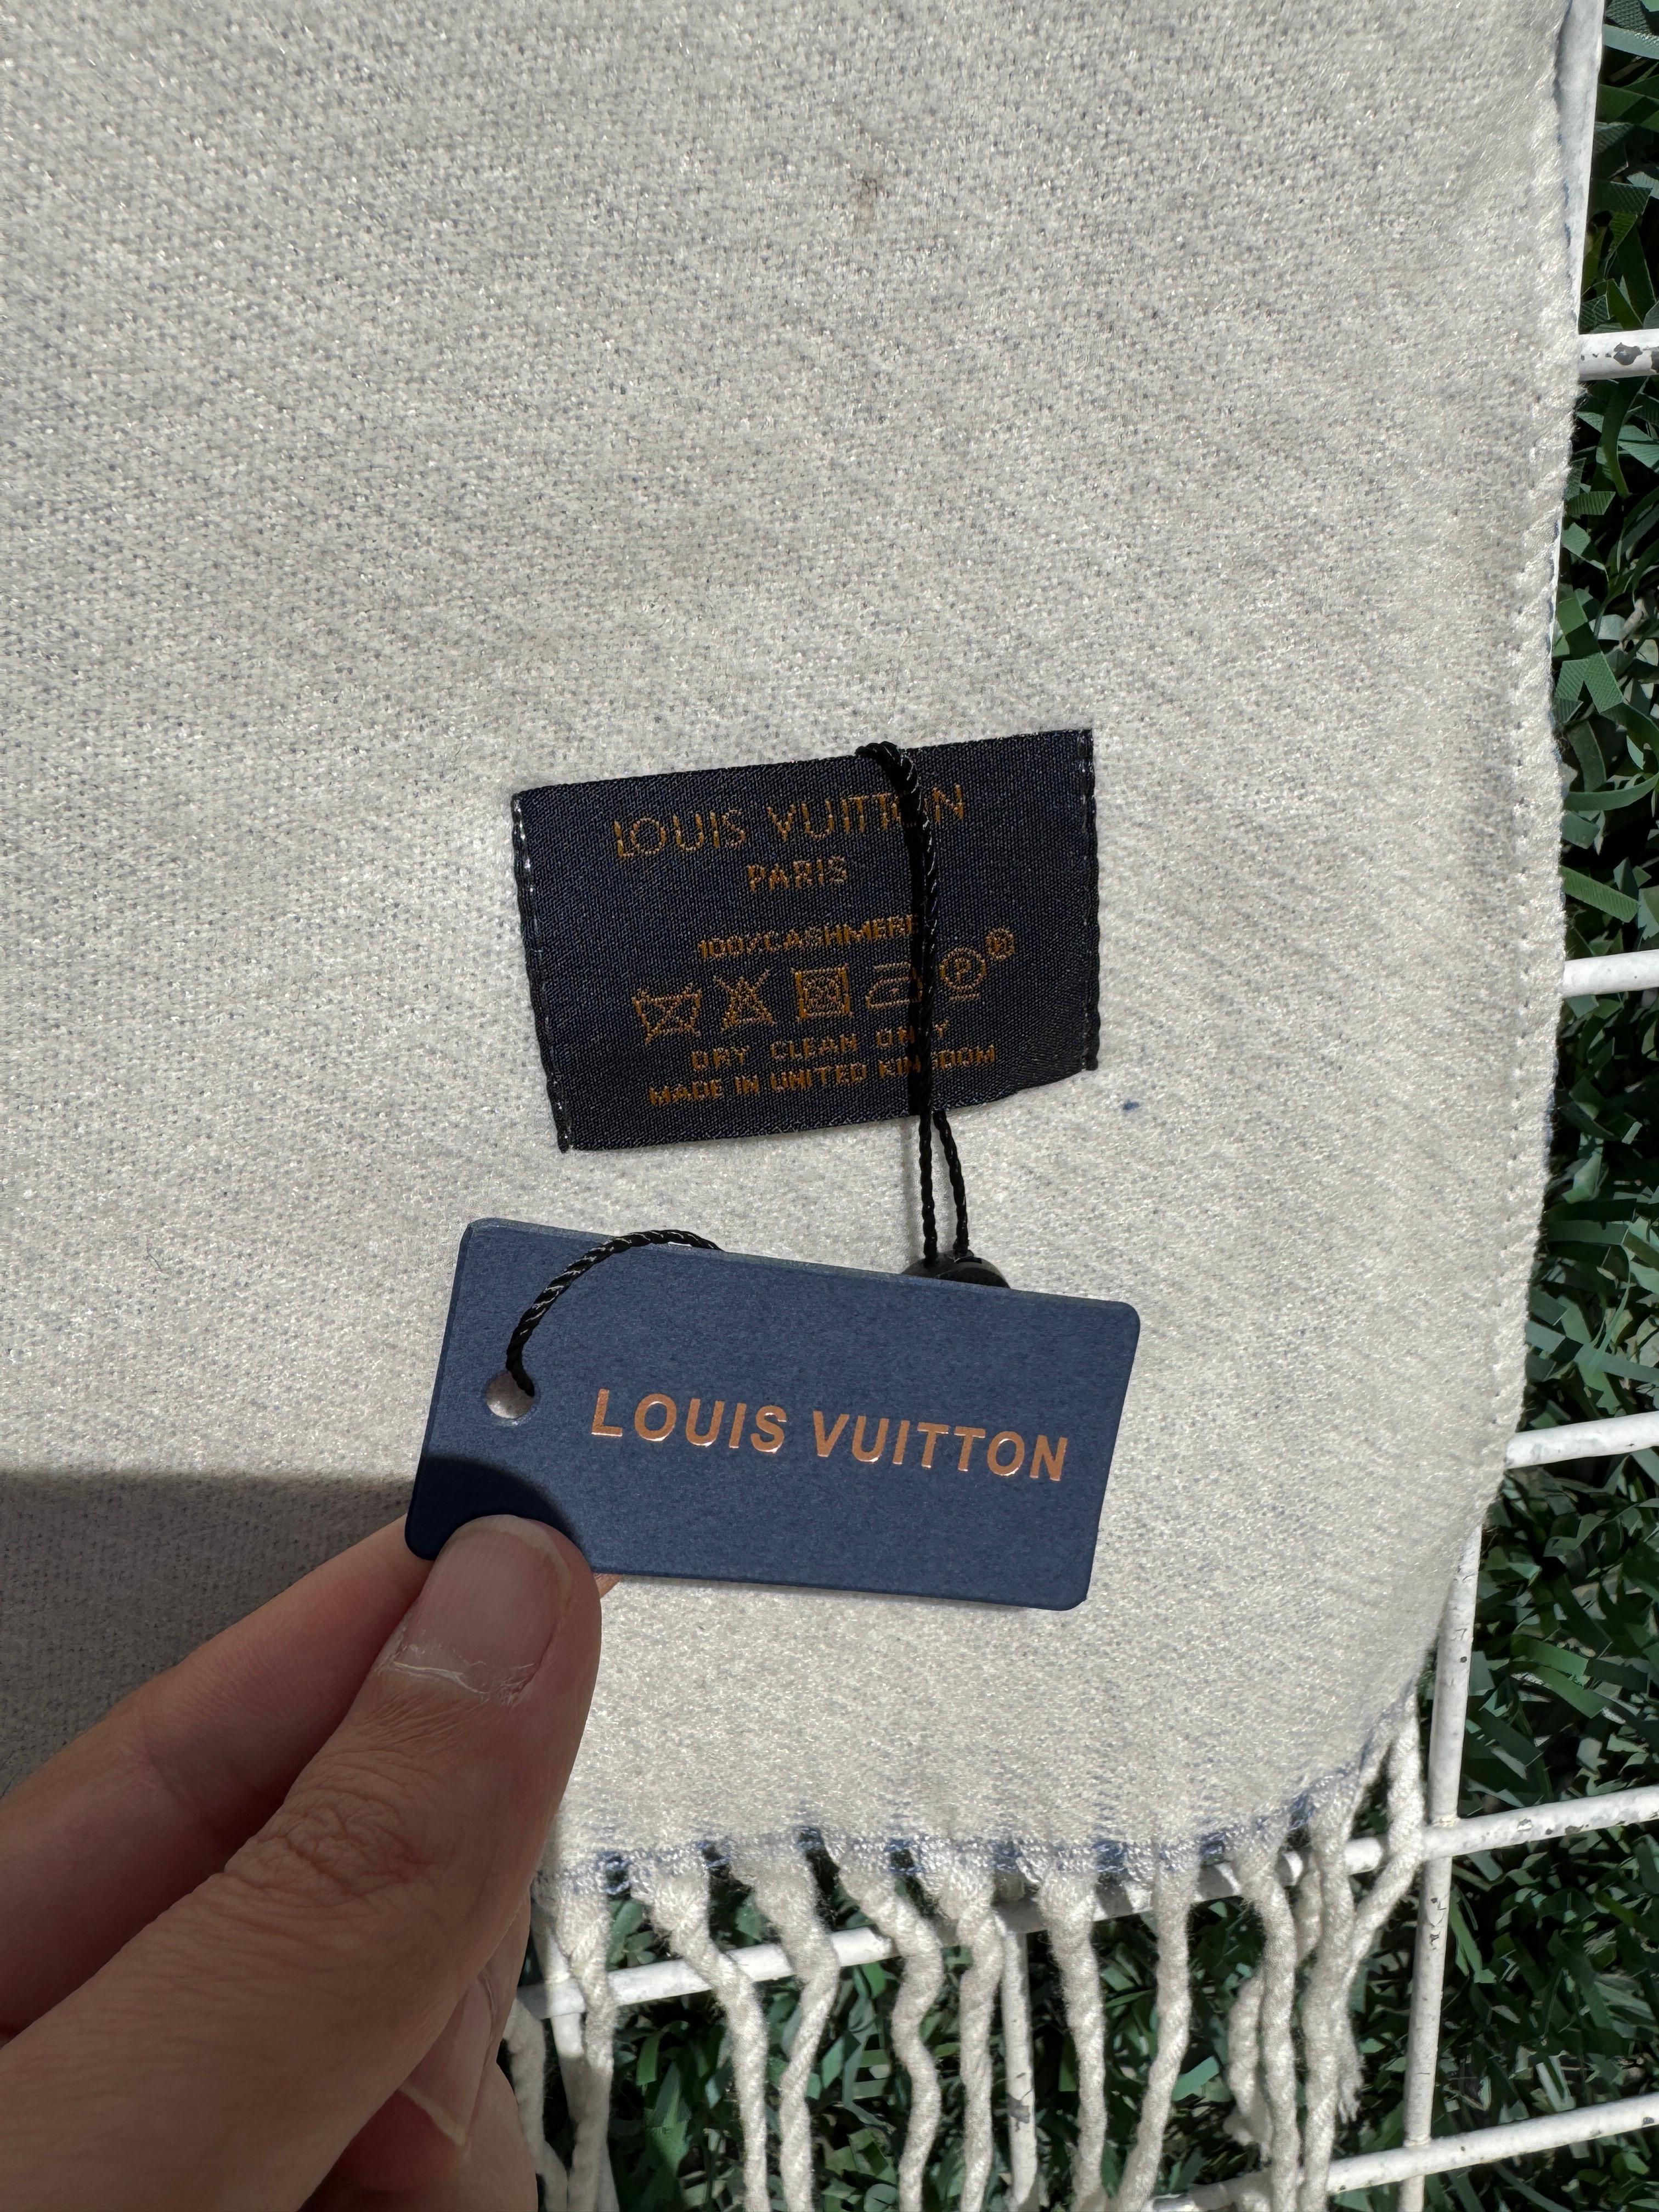 LOUIS VUITTON
PARIS
100%CASHMERE
DRY CLEAN ONLY
MADE IN UNITED KINGDOM
LOUIS VUITTON